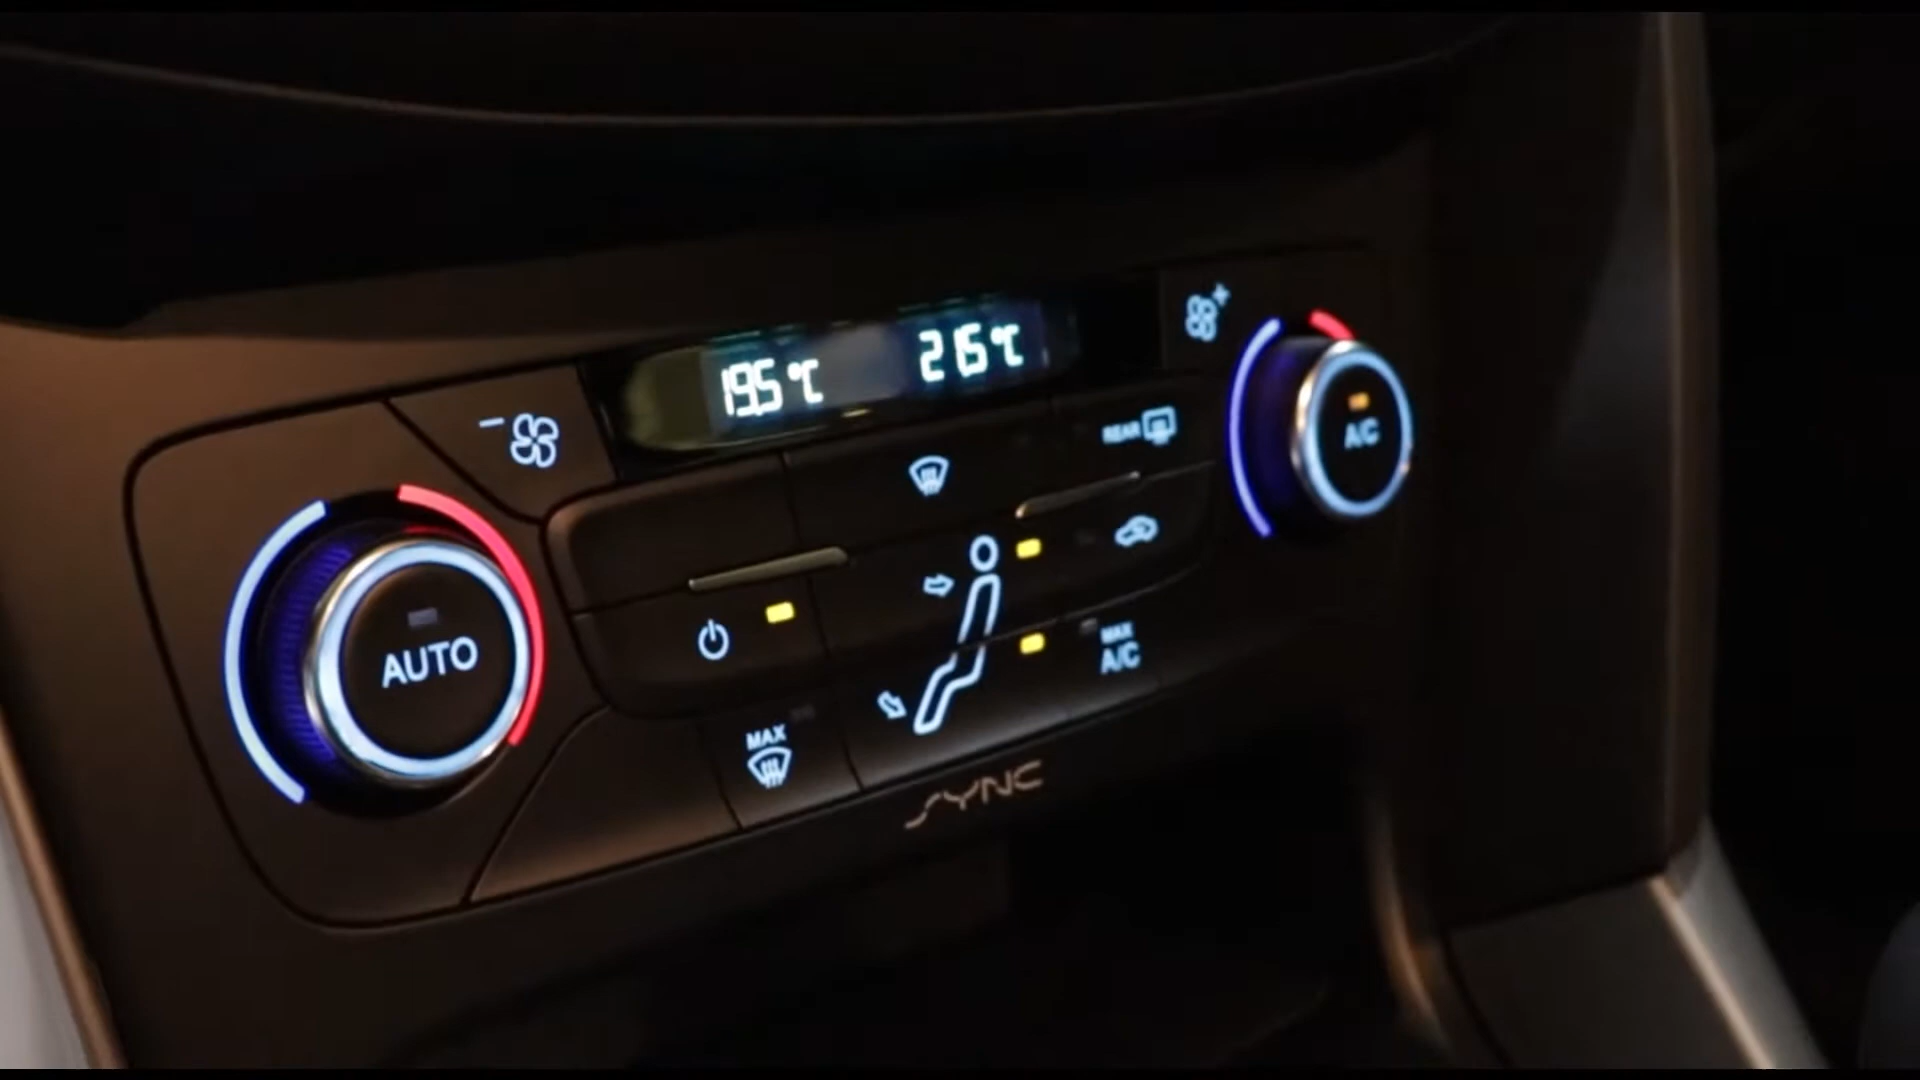 19.5°C 21.5°C
REAR
A/C
AUTO
MAX
A/C
MAX
SYNC